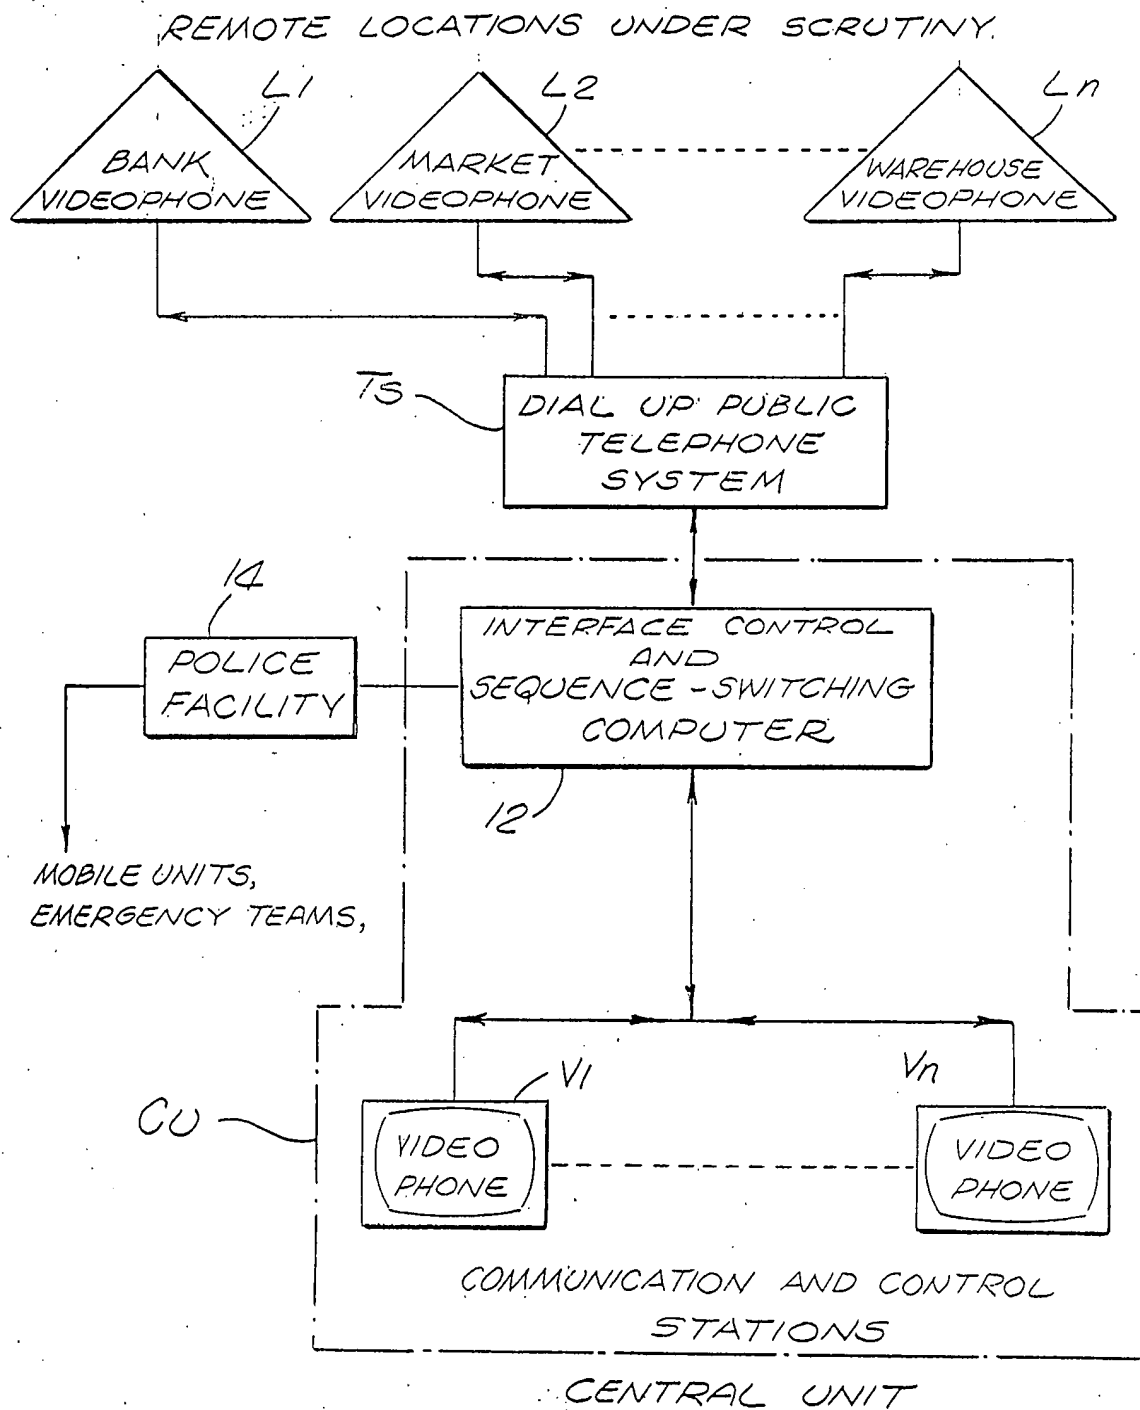 REMOTE LOCATIONS UNDER SCRUTINY.
L1
L2
Ln
BANK
VIDEOPHONE
MARKET
VIDEOPHONE
WAREHOUSE
VIDEOPHONE
TS
DIAL UP PUBLIC
TELEPHONE
SYSTEM
14
POLICE
FACILITY
INTERFACE CONTROL
AND
SEQUENCE-SWITCHING
COMPUTER
12
MOBILE UNITS,
EMERGENCY TEAMS,
V1
Vn
CU
VIDEO
PHONE
VIDEO
PHONE
COMMUNICATION AND CONTROL
STATIONS
CENTRAL UNIT